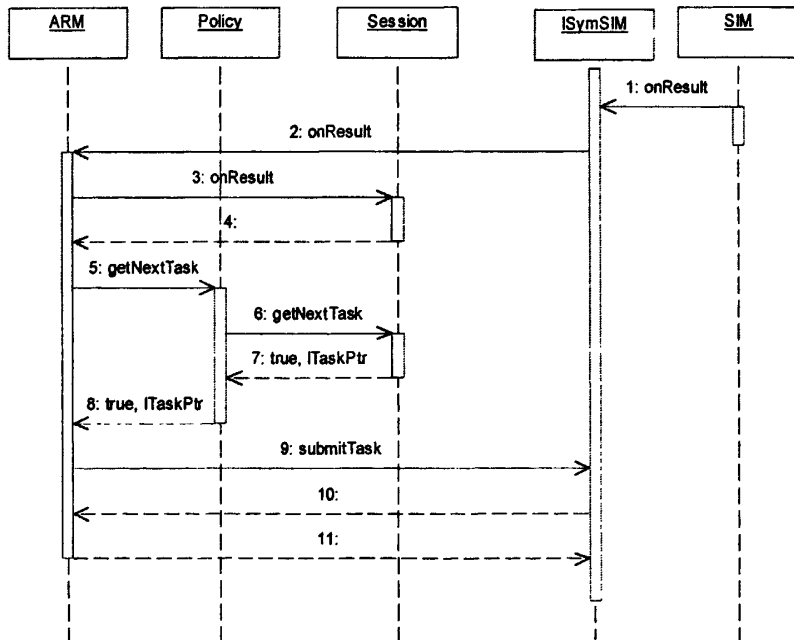 ARM
Policy
Session
ISymSIM
SIM
1: onResult
2: onResult
3: onResult
4:
5: getNextTask
6: getNextTask
7: true, ITaskPtr
8: true, ITaskPtr
9: submitTask
10:
11: